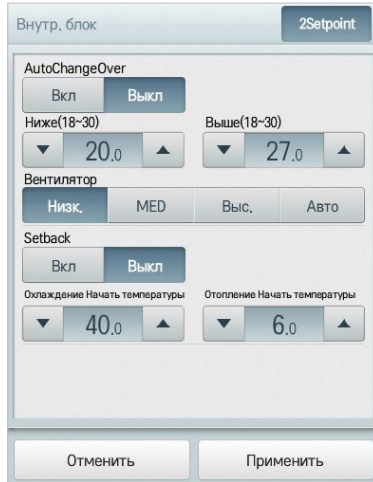 Внутр. блок 2Setpoint
AutoChangeOver
Вкл Выкл
Ниже(18~30) Выше(18~30)
▼ 20.0 ▲ ▼ 27.0 ▲
Вентилятор
Низк. MED Выс. Авто
Setback
Вкл Выкл
Охлаждение Начать температуры Отопление Начать температуры
▼ 40.0 ▲ ▼ 6.0 ▲
Отменить Применить